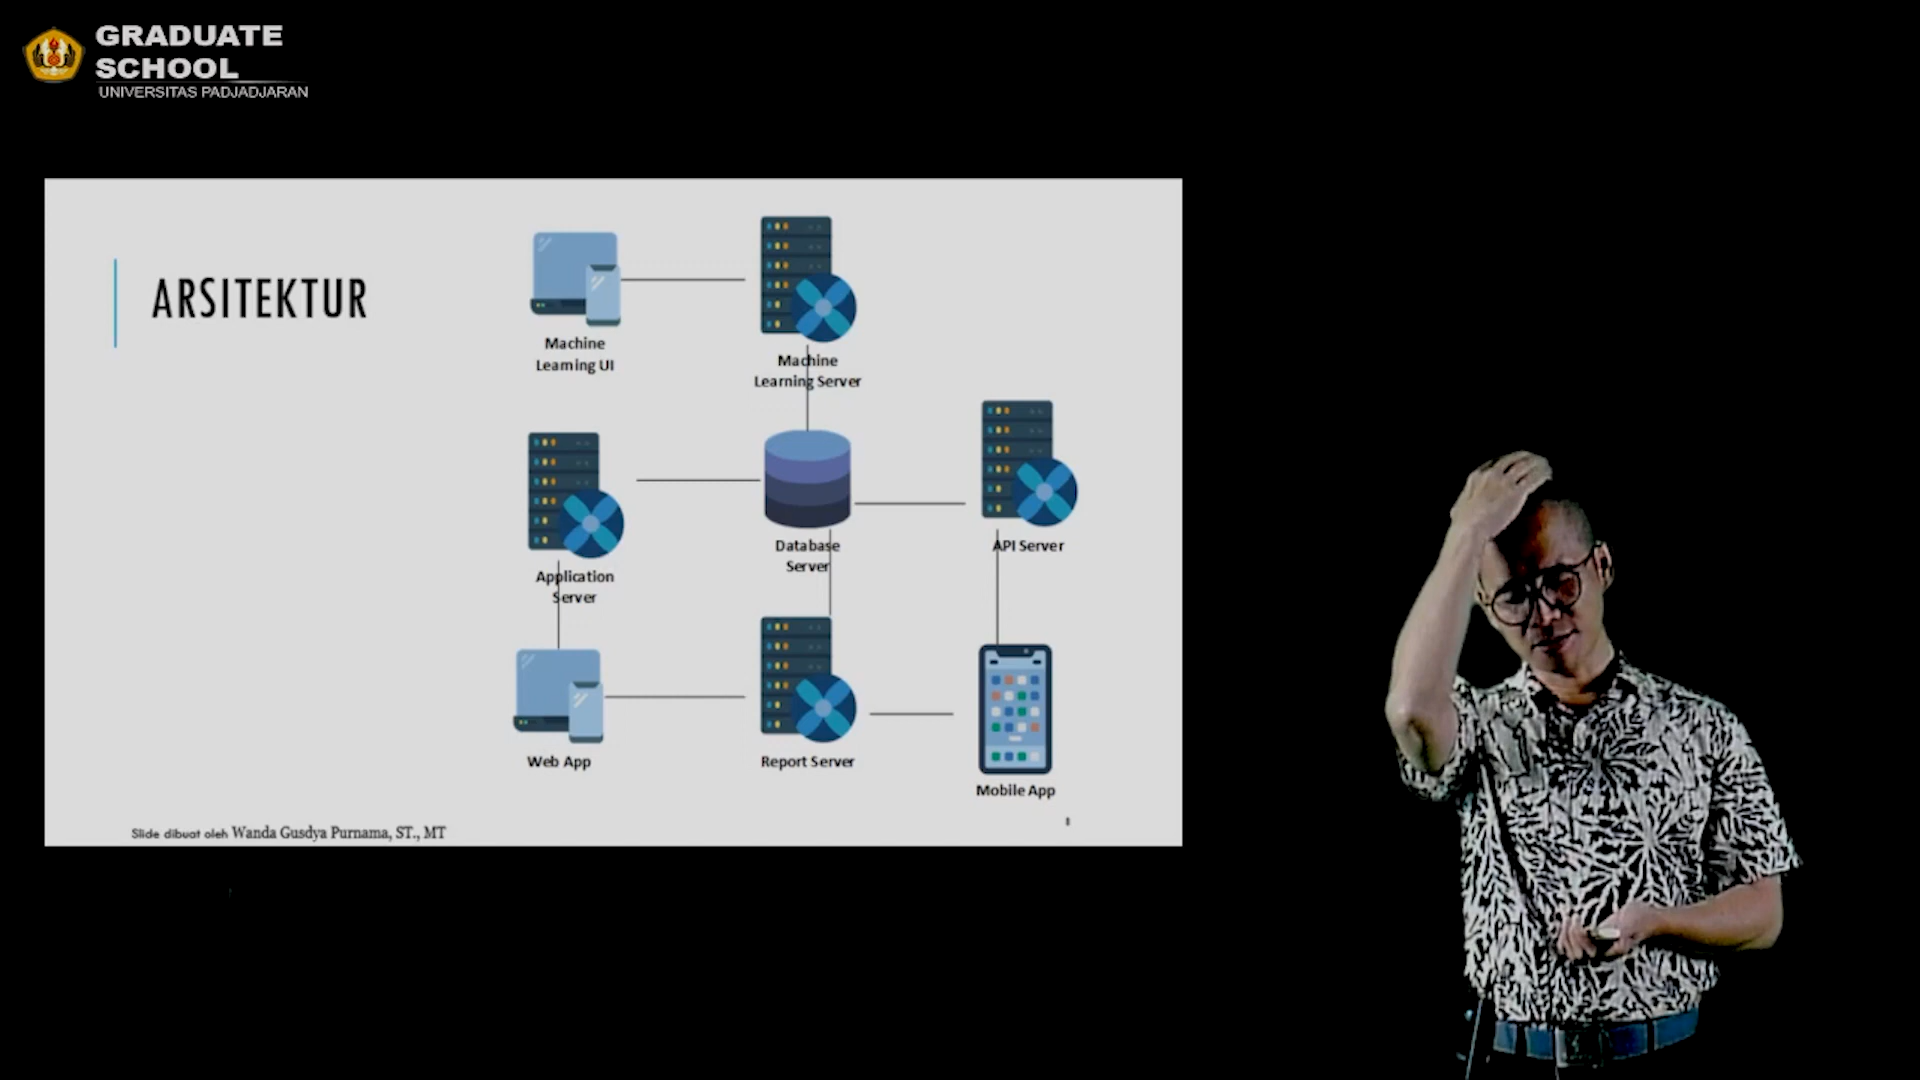 GRADUATE
SCHOOL
UNIVERSITAS PADJADJARAN
ARSITEKTUR
Machine
Learning UI
Machine
Learning Server
Application
Server
Database
Server
API Server
Web App
Report Server
Mobile App
Slide dibuat oleh Wanda Gusdya Purnama, ST., MT
8